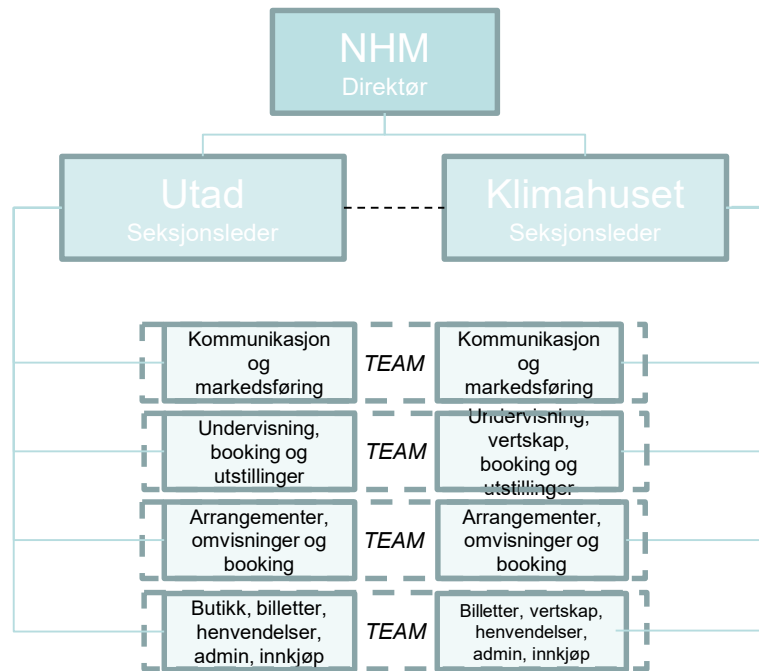 NHM
Direktør
Utad
Seksjonsleder
Klimahuset
Seksjonsleder
Kommunikasjon
og
markedsføring
TEAM
Kommunikasjon
og
markedsføring
Undervisning,
booking og
utstillinger
TEAM
Undervisning,
vertskap,
booking og
utstillinger
Arrangementer,
omvisninger og
booking
TEAM
Arrangementer,
omvisninger og
booking
Butikk, billetter,
henvendelser,
admin, innkjøp
TEAM
Billetter, vertskap,
henvendelser,
admin, innkjøp